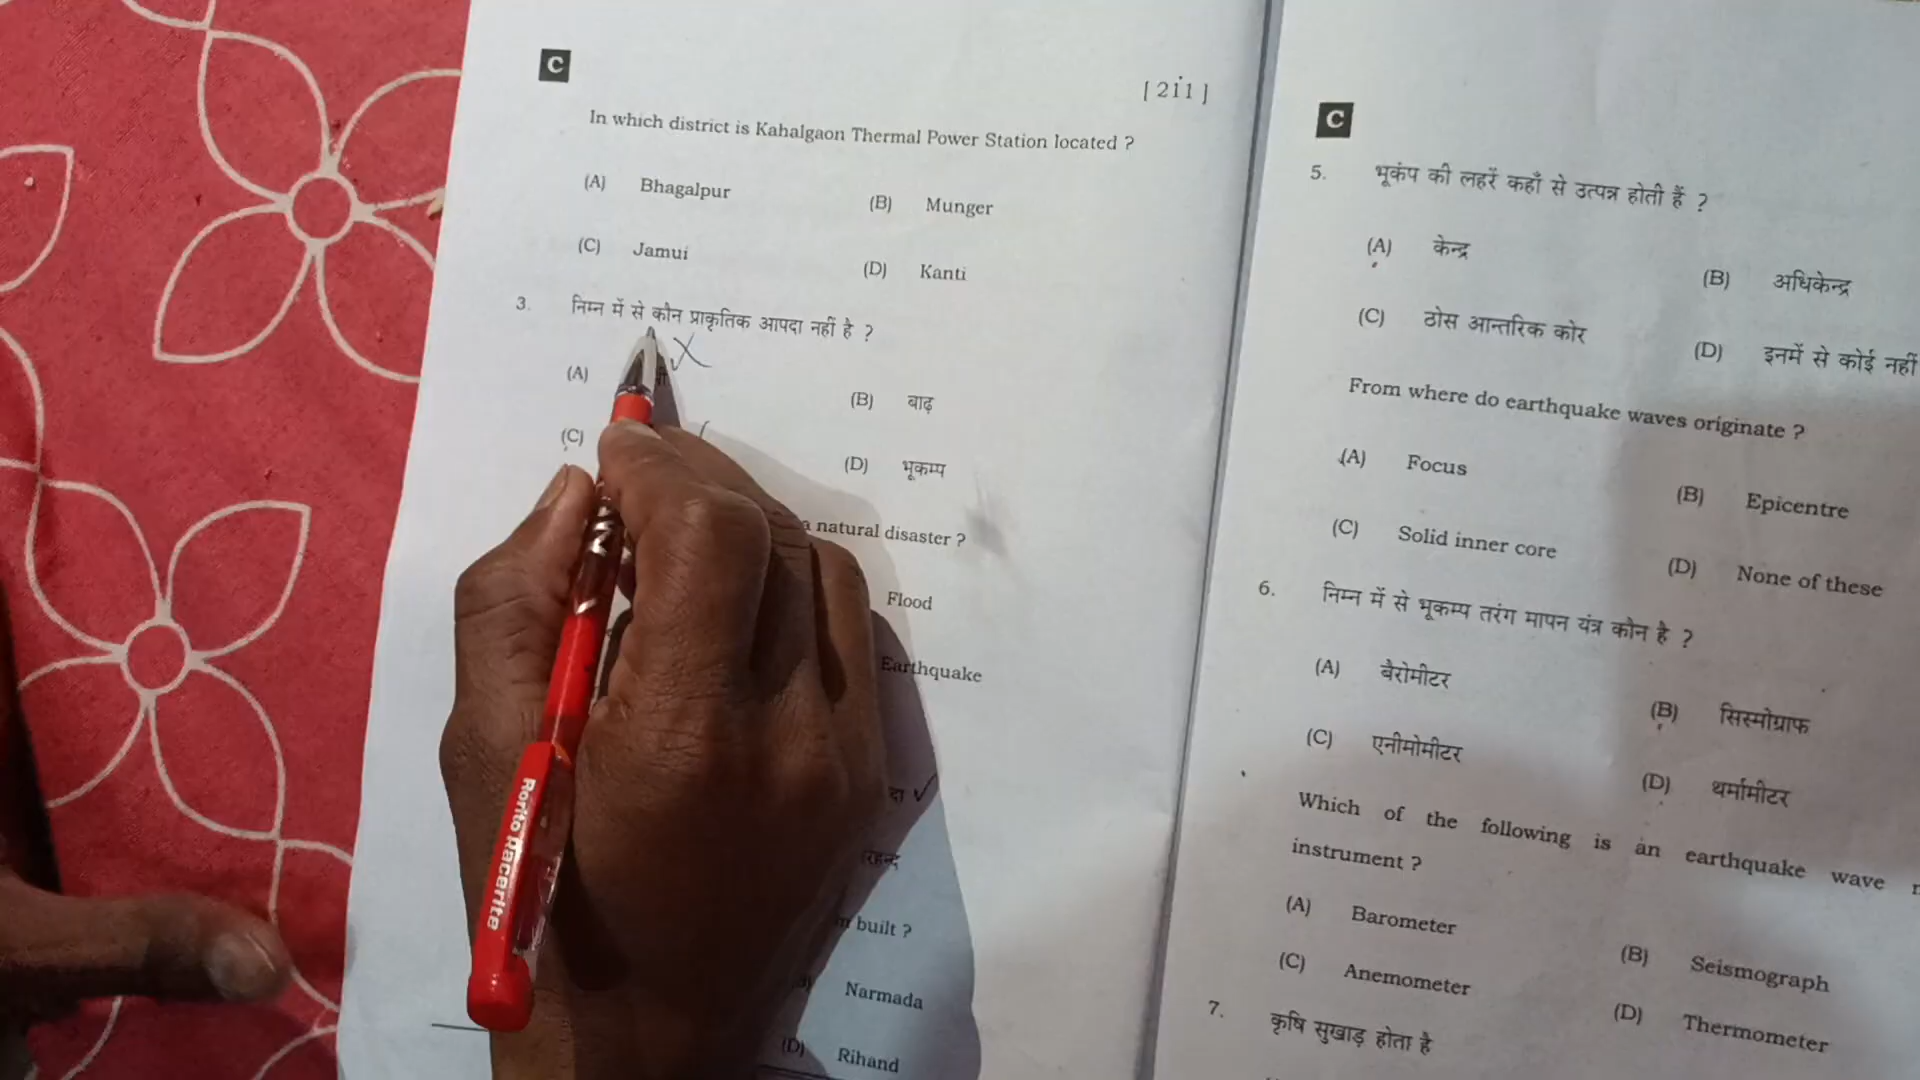 C
[ 211 ]
In which district is Kahalgaon Thermal Power Station located ?
(A) Bhagalpur
(B) Munger
(C) Jamui
(D) Kanti
3. निम्न में से कौन प्राकृतिक आपदा नहीं है ?
(A)
(B) बाढ़
(C)
(D) भूकम्प
a natural disaster ?
Flood
Earthquake
built ?
Narmada
(D) Rihand
Rorito Racerite
C
5. भूकंप की लहरें कहाँ से उत्पन्न होती हैं ?
(A) केन्द्र
(B) अधिकेन्द्र
(C) ठोस आन्तरिक कोर
(D) इनमें से कोई नहीं
From where do earthquake waves originate ?
(A) Focus
(B) Epicentre
(C) Solid inner core
(D) None of these
6. निम्न में से भूकम्प तरंग मापन यंत्र कौन है ?
(A) बैरोमीटर
(B) सिस्मोग्राफ
(C) एनीमोमीटर
(D) थर्मामीटर
Which of the following is an earthquake wave
instrument ?
(A) Barometer
(B) Seismograph
(C) Anemometer
(D) Thermometer
7. कृषि सुखाड़ होता है